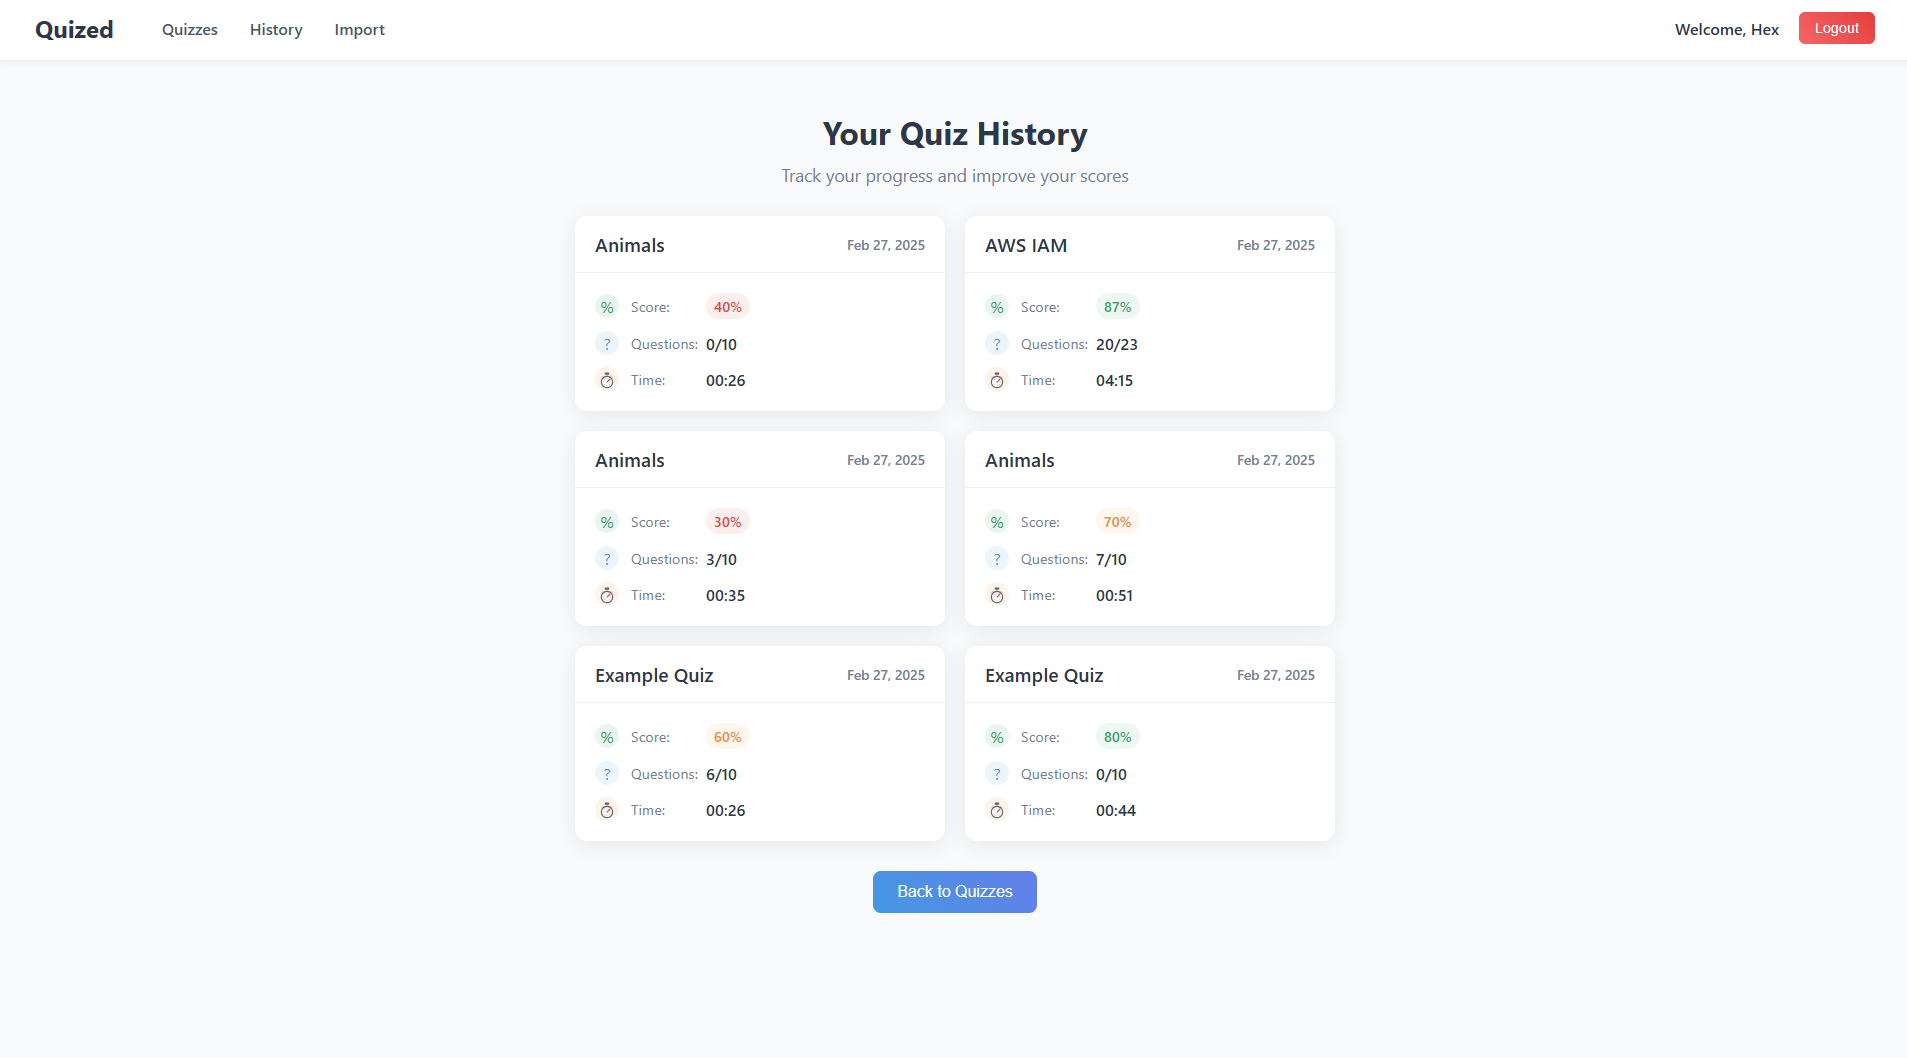 Quized Quizzes History Import Welcome, Hex Logout
Your Quiz History
Track your progress and improve your scores
Animals Feb 27, 2025
% Score: 40%
? Questions: 0/10
Time: 00:26
AWS IAM Feb 27, 2025
% Score: 87%
? Questions: 20/23
Time: 04:15
Animals Feb 27, 2025
% Score: 30%
? Questions: 3/10
Time: 00:35
Animals Feb 27, 2025
% Score: 70%
? Questions: 7/10
Time: 00:51
Example Quiz Feb 27, 2025
% Score: 60%
? Questions: 6/10
Time: 00:26
Example Quiz Feb 27, 2025
% Score: 80%
? Questions: 0/10
Time: 00:44
Back to Quizzes